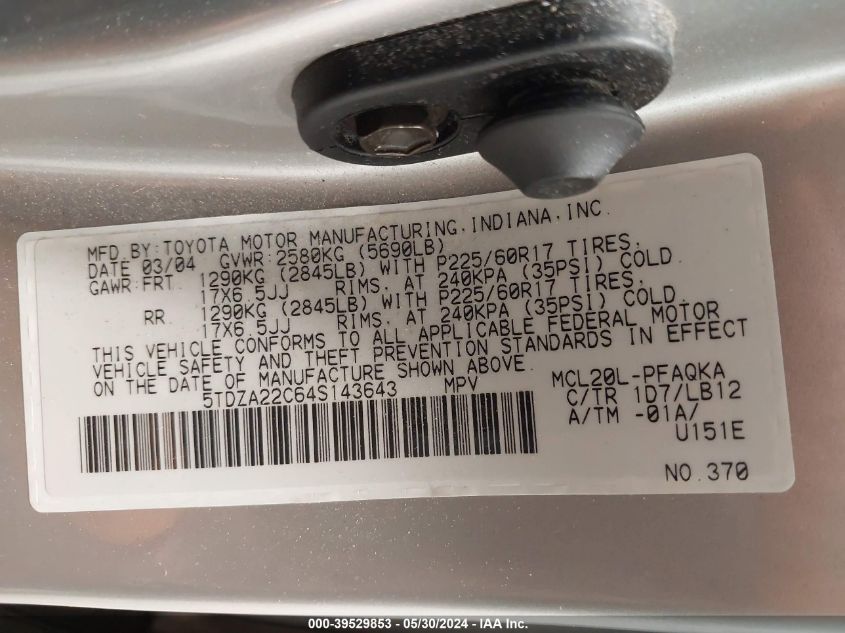 MFD.BY:TOYOTA MOTOR MANUFACTURING,INDIANA,INC.
DATE 03/04 GVWR:2580KG (5690LB)
GAWR:FRT. 1290KG (2845LB) WITH P225/60R17 TIRES,
17X6.5JJ RIMS, AT 240KPA (35PSI) COLD.
RR. 1290KG (2845LB) WITH P225/60R17 TIRES,
17X6.5JJ RIMS, AT 240KPA (35PSI) COLD.
THIS VEHICLE CONFORMS TO ALL APPLICABLE FEDERAL MOTOR
VEHICLE SAFETY AND THEFT PREVENTION STANDARDS IN EFFECT
ON THE DATE OF MANUFACTURE SHOWN ABOVE.
5TDZA22C64S143643 MPV
MCL20L-PFAQKA
C/TR 1D7/LB12
A/TM -01A/
U151E
NO.370
000-39529853 - 05/30/2024 - IAA Inc.